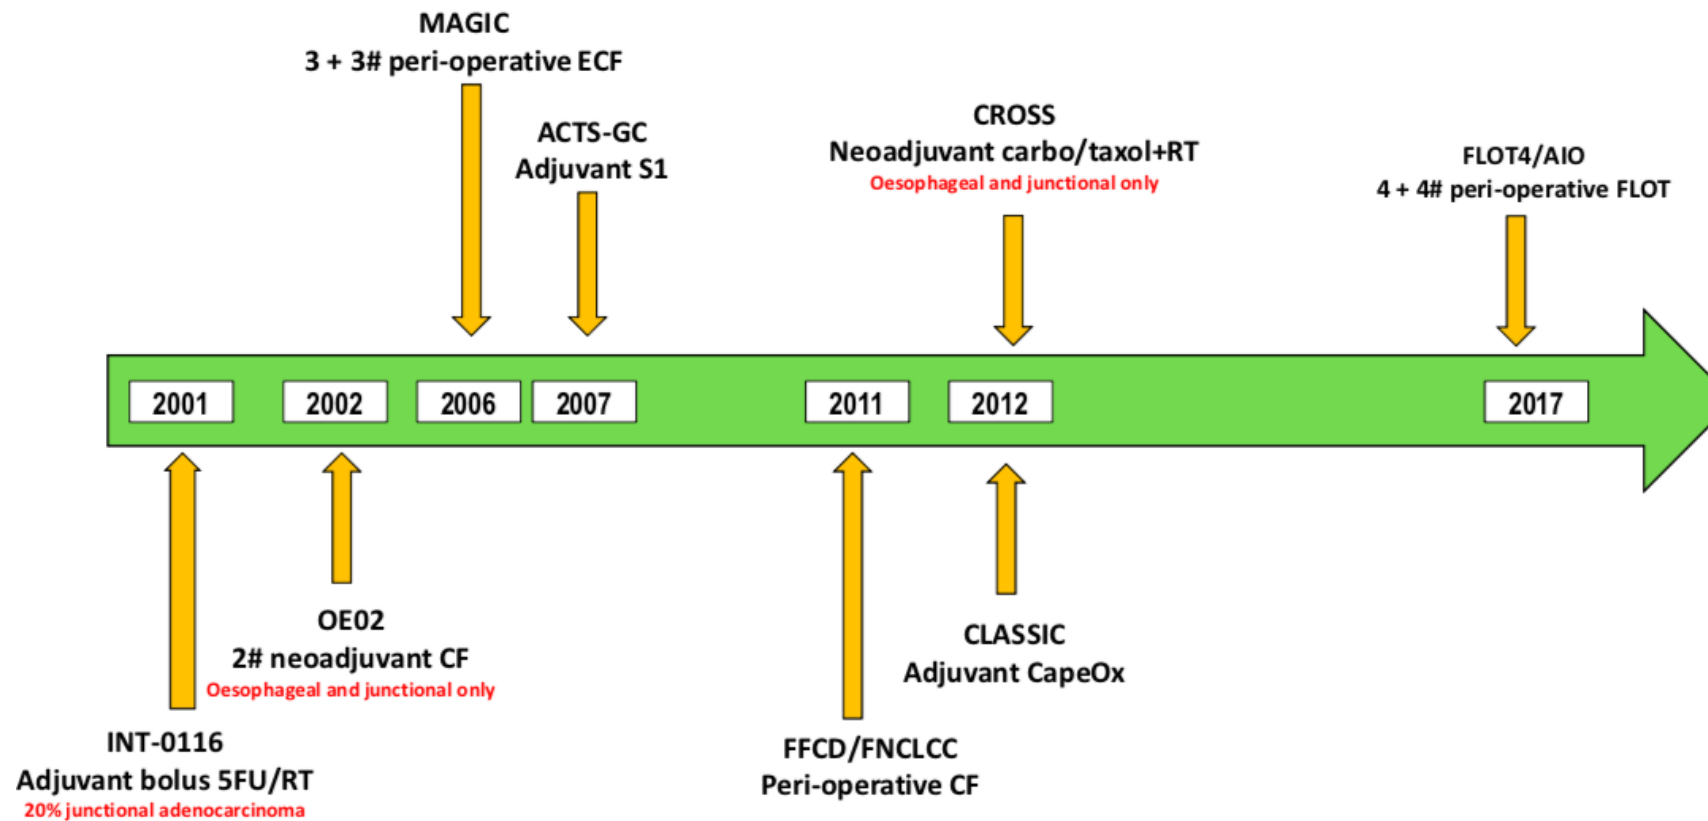 MAGIC
3 + 3# peri-operative ECF
ACTS-GC
Adjuvant S1
CROSS
Neoadjuvant carbo/taxol+RT
Oesophageal and junctional only
FLOT4/AIO
4 + 4# peri-operative FLOT
2001
2002
2006
2007
2011
2012
2017
OE02
2# neoadjuvant CF
Oesophageal and junctional only
INT-0116
Adjuvant bolus 5FU/RT
20% junctional adenocarcinoma
CLASSIC
Adjuvant CapeOx
FFCD/FNCLCC
Peri-operative CF